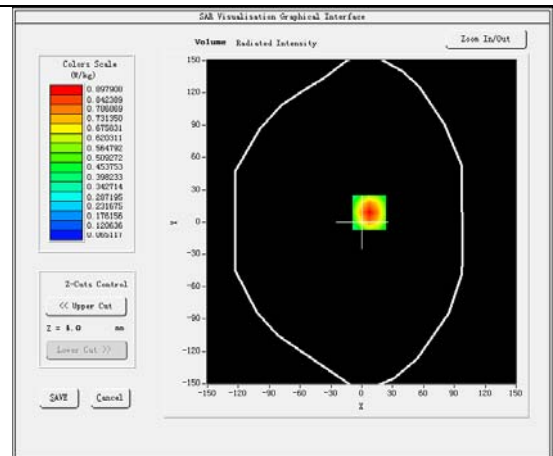 SAR Visualisation Graphical Interface
Volume Radiated Intensity
Zoom In/Out
Colors Scale
(W/kg)
0.897900
0.842389
0.786869
0.731350
0.675831
0.620311
0.564792
0.509272
0.453753
0.398233
0.342714
0.287195
0.231675
0.176156
0.120636
0.065117
Z-Cuts Control
<< Upper Cut
Z = 4.0 mm
Lower Cut >>
SAVE
Cancel
150
120
90
60
30
0
-30
-60
-90
-120
-150
Y
-150 -120 -90 -60 -30 0 30 60 90 120 150
X